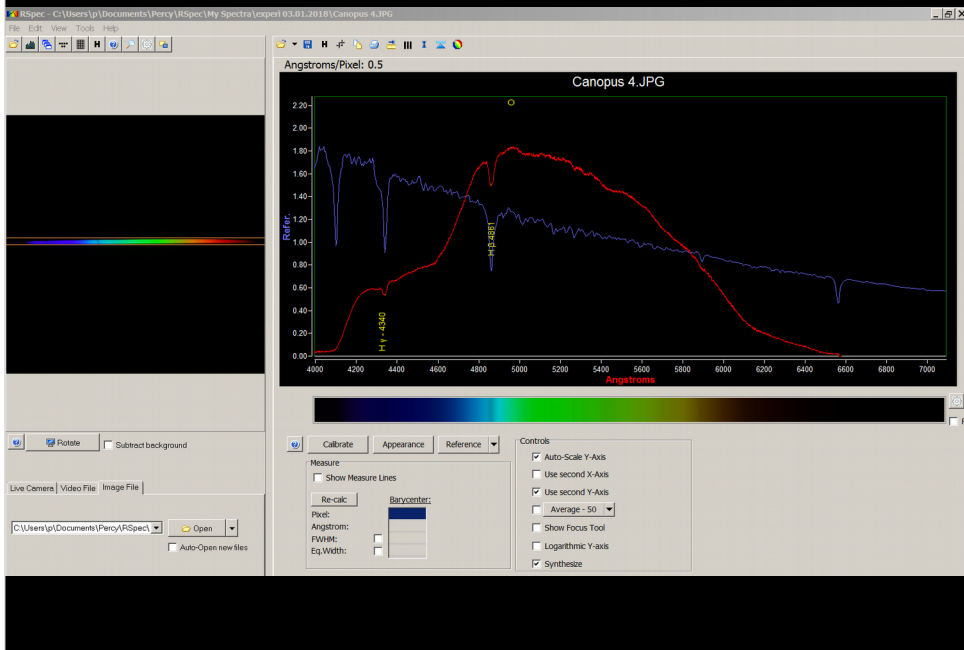 RSpec - C:\Users\p\Documents\Percy\RSpec\My Spectra\experi 03.01.2018\Canopus 4.JPG
File Edit View Tools Help
H
H
Angstroms/Pixel: 0.5
Canopus 4.JPG
2.20
2.00
1.80
1.60
1.40
1.20
1.00
0.80
0.60
0.40
0.20
0.00
Refer.
H β 4861
H γ - 4340
4000 4200 4400 4600 4800 5000 5200 5400 5600 5800 6000 6200 6400 6600 6800 7000
Angstroms
Rotate
Subtract background
Live Camera Video File Image File
C:\Users\p\Documents\Percy\RSpec\
Open
Auto-Open new files
Calibrate Appearance Reference
Measure
Show Measure Lines
Re-calc Barycenter:
Pixel:
Angstrom:
FWHM:
Eq.Width:
Controls
Auto-Scale Y-Axis
Use second X-Axis
Use second Y-Axis
Average - 50
Show Focus Tool
Logarithmic Y-axis
Synthesize